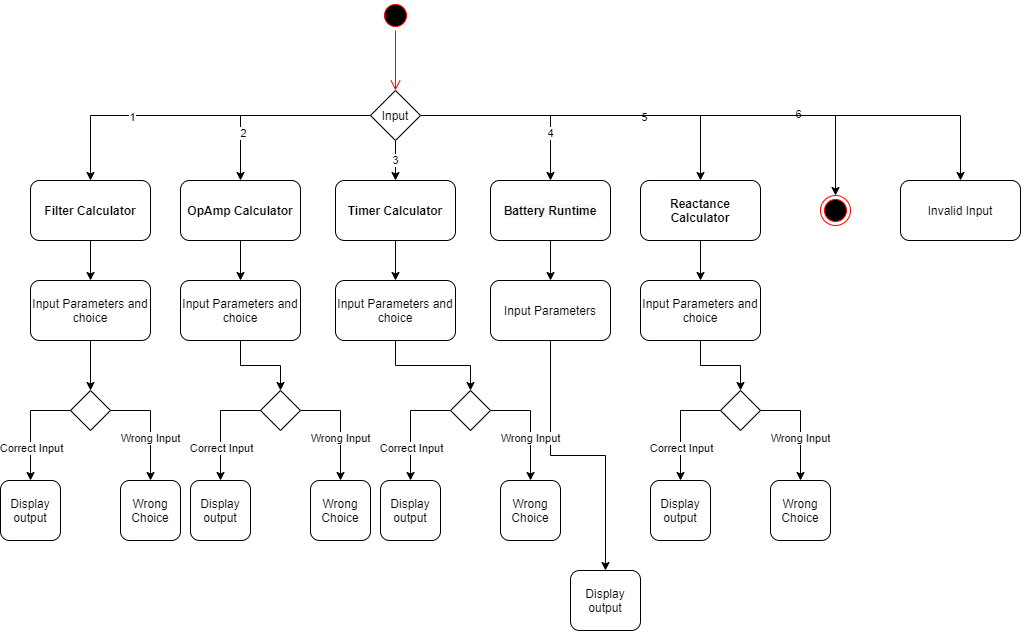 Input
1
2
3
4
5
6
Filter Calculator
OpAmp Calculator
Timer Calculator
Battery Runtime
Reactance
Calculator
Invalid Input
Input Parameters and
choice
Input Parameters and
choice
Input Parameters and
choice
Input Parameters
Input Parameters and
choice
Correct Input
Wrong Input
Correct Input
Wrong Input
Correct Input
Wrong Input
Correct Input
Wrong Input
Display
output
Wrong
Choice
Display
output
Wrong
Choice
Display
output
Wrong
Choice
Display
output
Wrong
Choice
Display
output